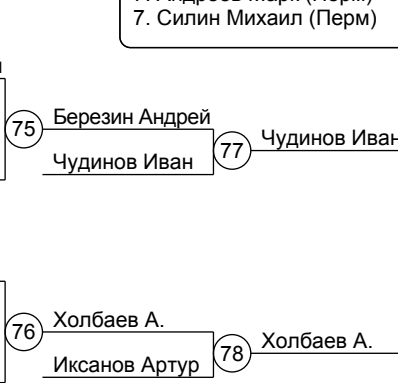 7. Силин Михаил (Перм)
75
Березин Андрей
Чудинов Иван
77
Чудинов Иван
76
Холбаев А.
Иксанов Артур
78
Холбаев А.